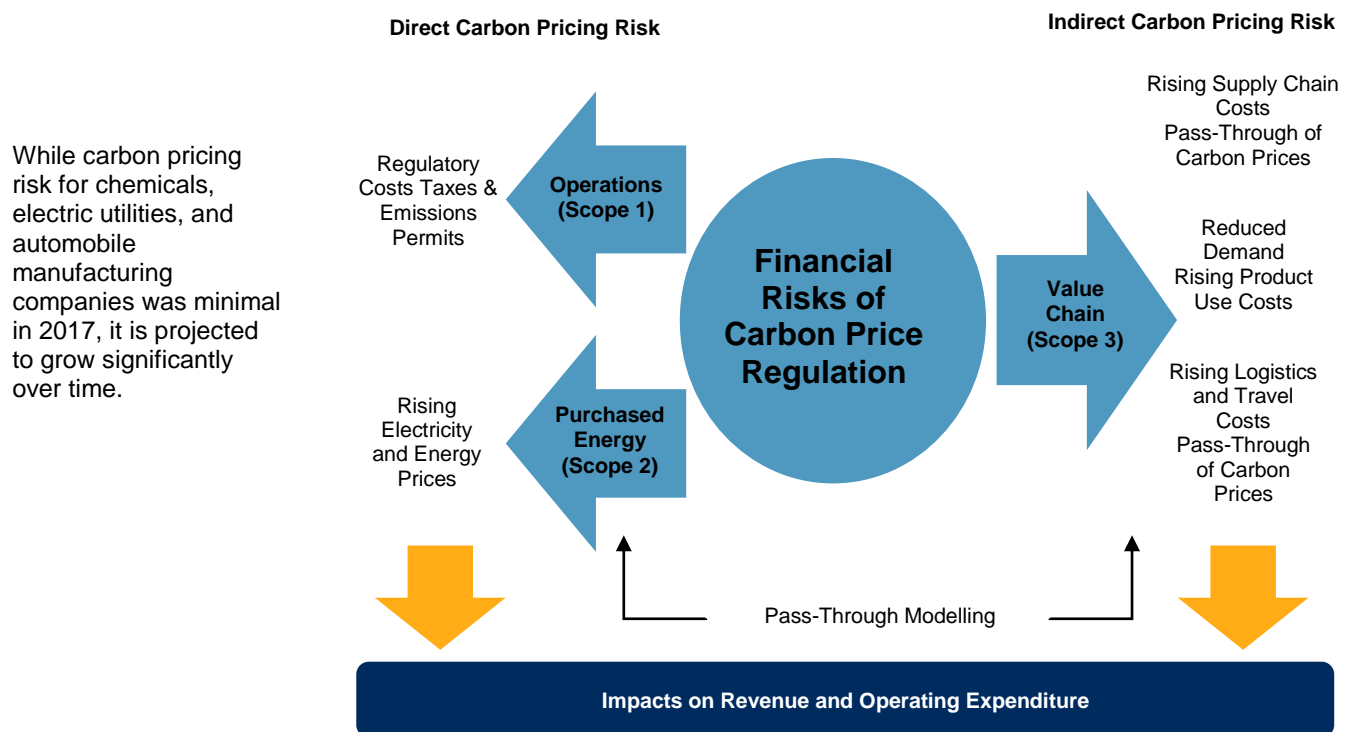 Direct Carbon Pricing Risk
Indirect Carbon Pricing Risk
While carbon pricing
risk for chemicals,
electric utilities, and
automobile
manufacturing
companies was minimal
in 2017, it is projected
to grow significantly
over time.
Regulatory
Costs Taxes &
Emissions
Permits
Operations
(Scope 1)
Rising
Electricity
and Energy
Prices
Purchased
Energy
(Scope 2)
Financial
Risks of
Carbon Price
Regulation
Value
Chain
(Scope 3)
Rising Supply Chain
Costs
Pass-Through of
Carbon Prices
Reduced
Demand
Rising Product
Use Costs
Rising Logistics
and Travel
Costs
Pass-Through
of Carbon
Prices
Pass-Through Modelling
Impacts on Revenue and Operating Expenditure